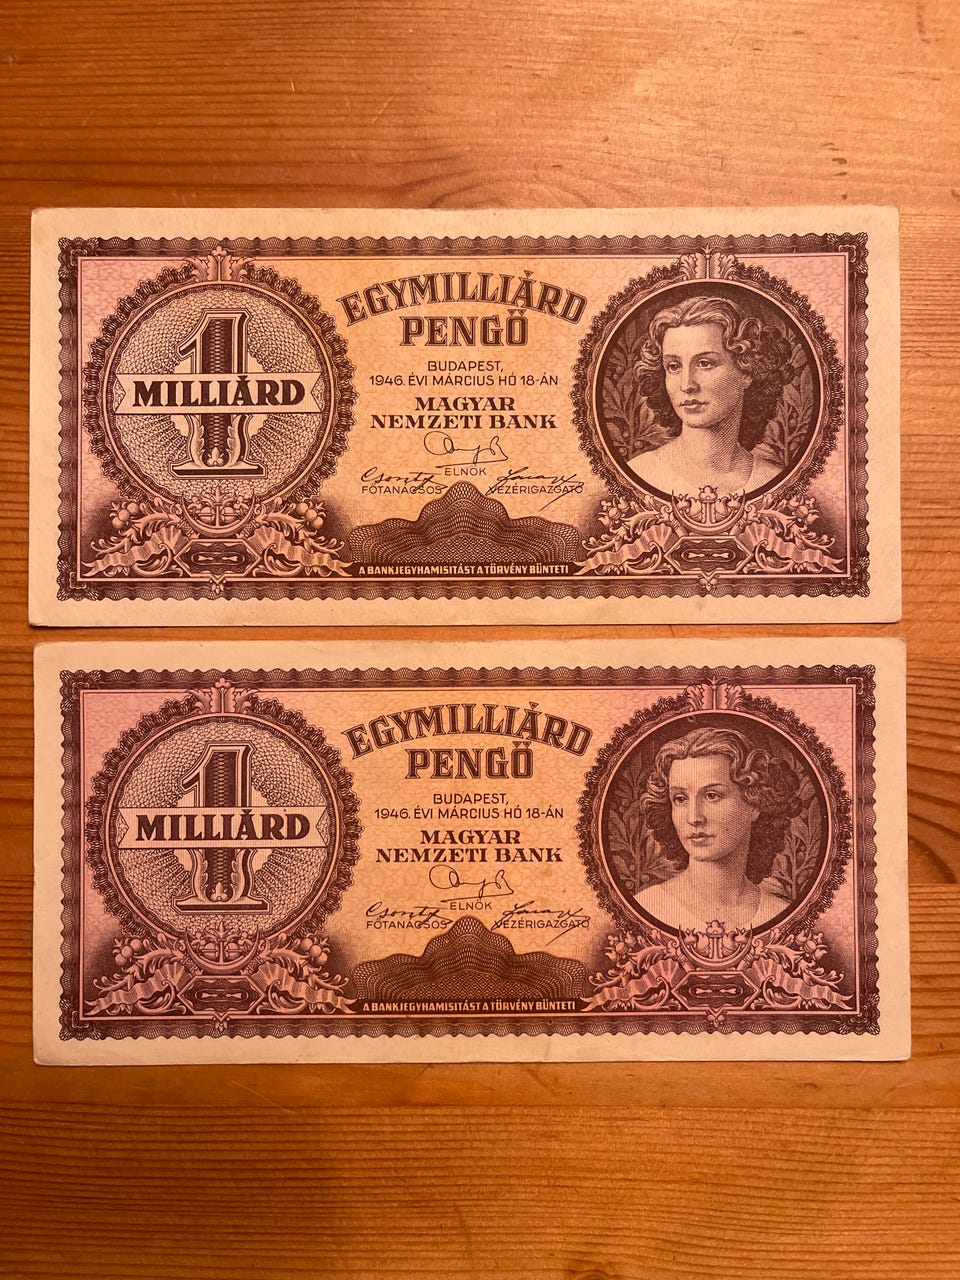 EGYMILLIÁRD
PENGŐ
1
MILLIÁRD
BUDAPEST,
1946. ÉVI MÁRCIUS HÓ 18-ÁN
MAGYAR
NEMZETI BANK
ELNÖK
FŐTANÁCSOS VEZÉRIGAZGATÓ
A BANKJEGYHAMISITÁST A TÖRVÉNY BÜNTETI
EGYMILLIÁRD
PENGŐ
1
MILLIÁRD
BUDAPEST,
1946. ÉVI MÁRCIUS HÓ 18-ÁN
MAGYAR
NEMZETI BANK
ELNÖK
FŐTANÁCSOS VEZÉRIGAZGATÓ
A BANKJEGYHAMISITÁST A TÖRVÉNY BÜNTETI